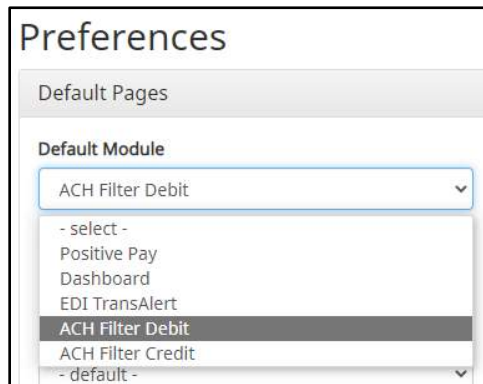 Preferences
Default Pages
Default Module
ACH Filter Debit
- select -
Positive Pay
Dashboard
EDI TransAlert
ACH Filter Debit
ACH Filter Credit
- default -